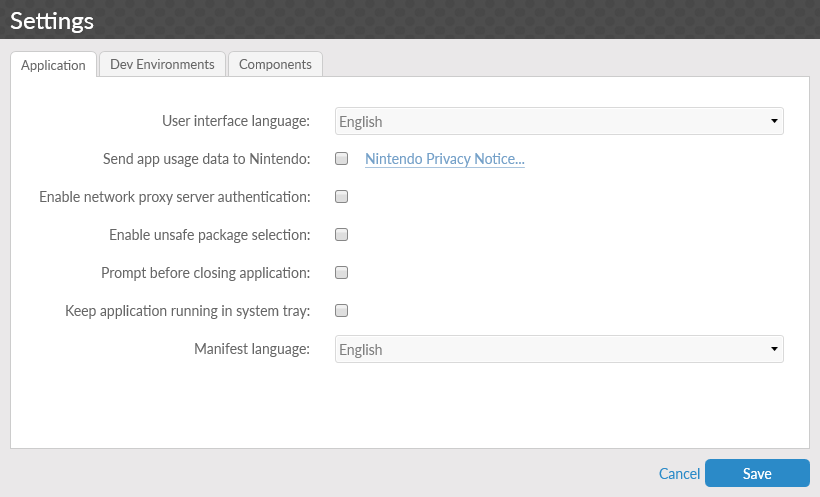 Settings
Application Dev Environments Components
User interface language: English
Send app usage data to Nintendo: Nintendo Privacy Notice...
Enable network proxy server authentication:
Enable unsafe package selection:
Prompt before closing application:
Keep application running in system tray:
Manifest language: English
Cancel Save